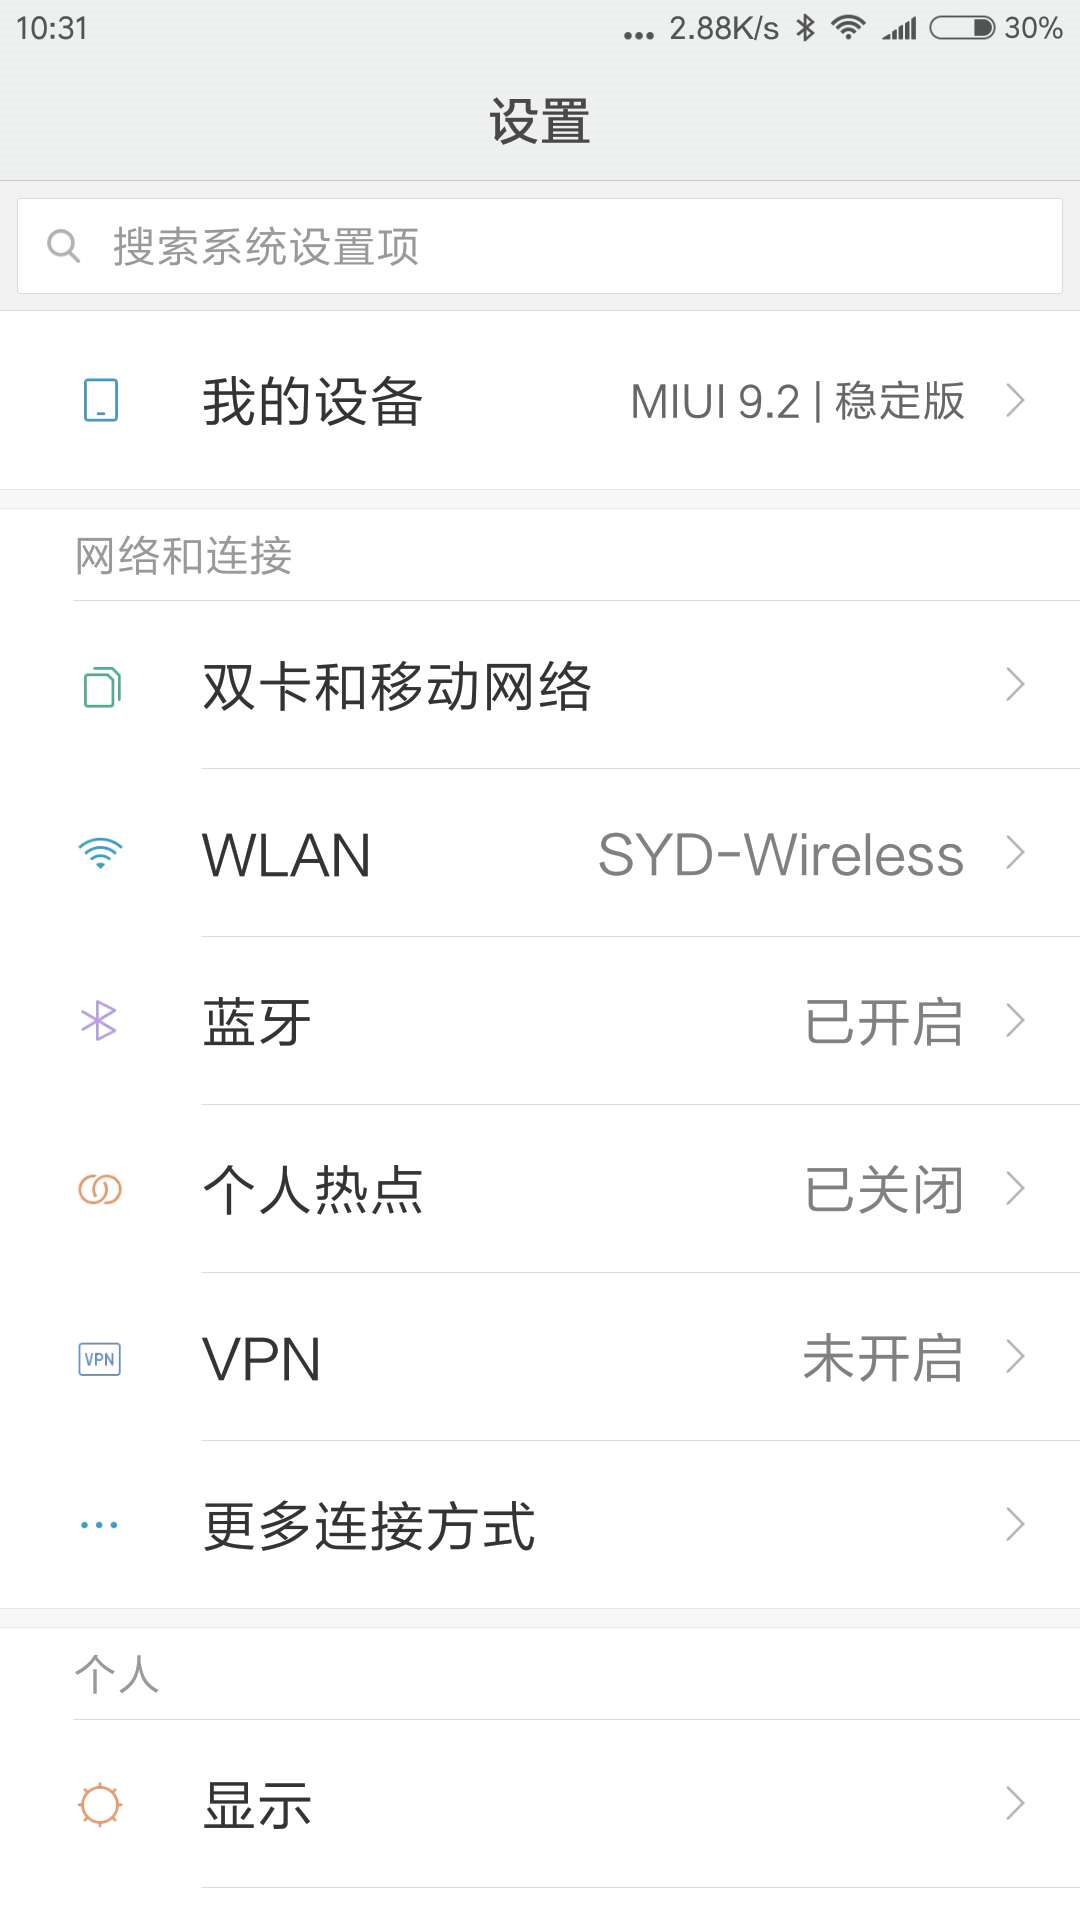 10:31 ... 2.88K/s 30%
设置
搜索系统设置项
我的设备 MIUI 9.2 | 稳定版
网络和连接
双卡和移动网络
WLAN SYD-Wireless
蓝牙 已开启
个人热点 已关闭
VPN VPN 未开启
更多连接方式
个人
显示